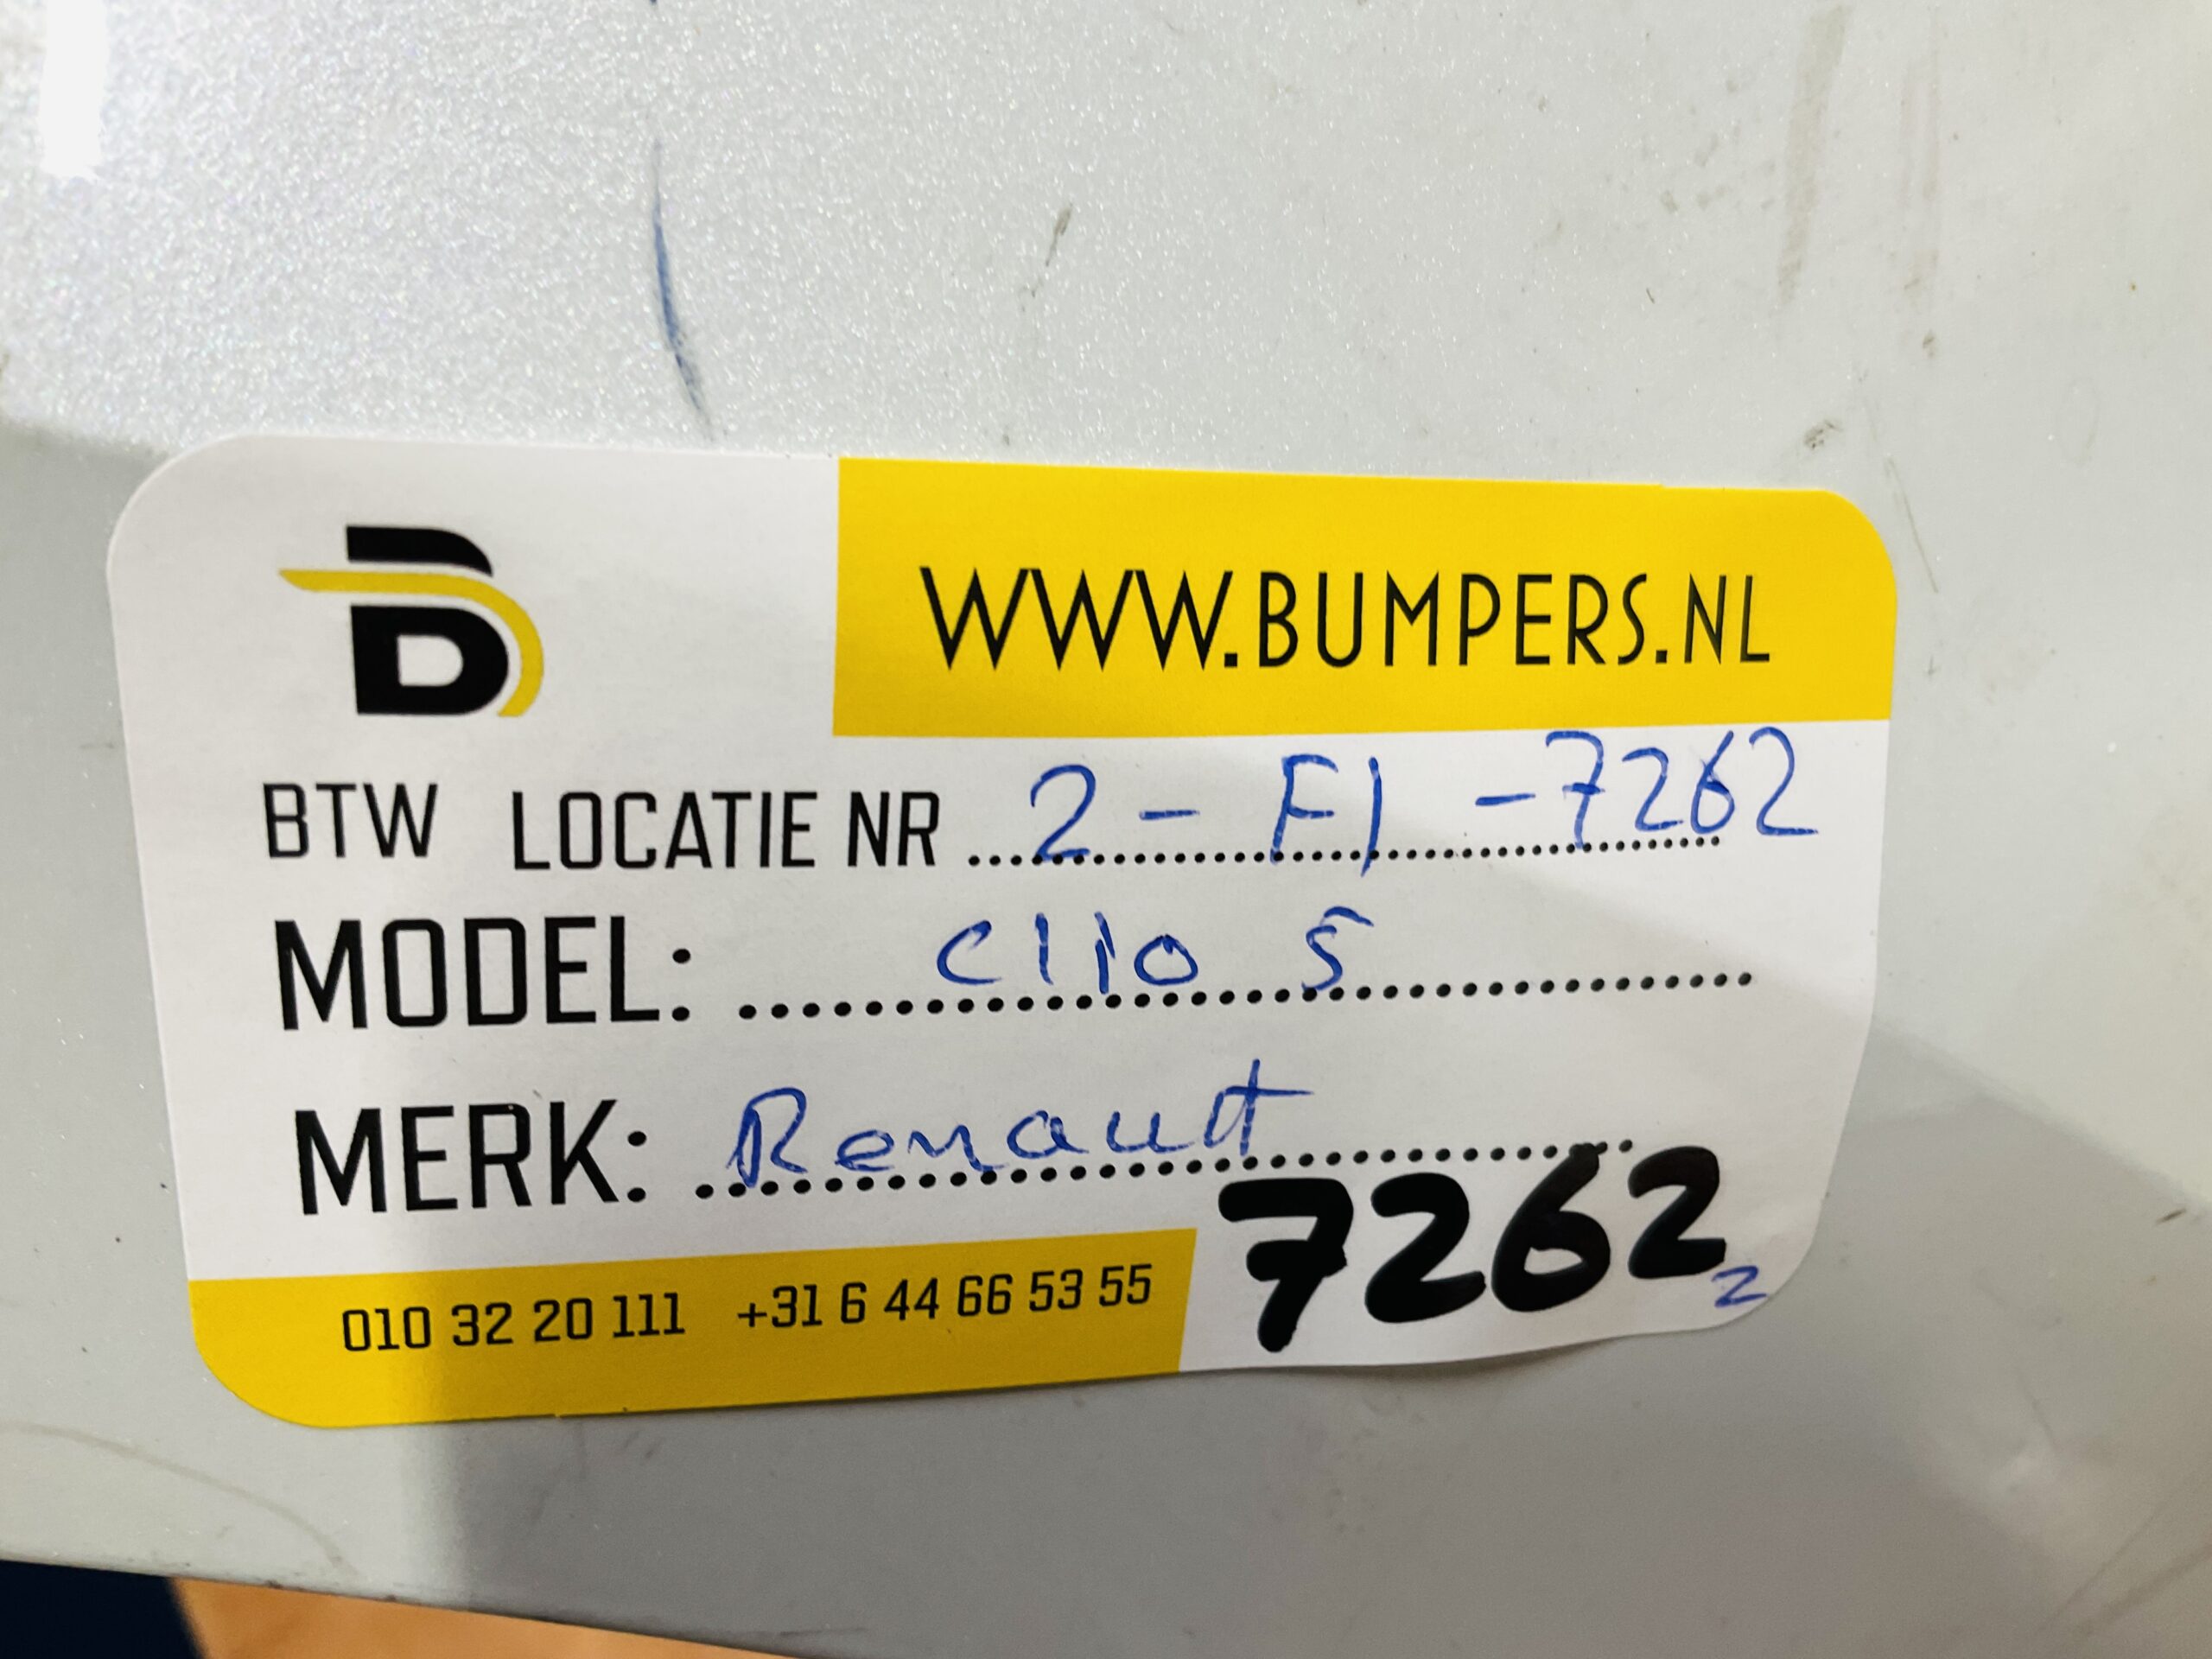 B
WWW.BUMPERS.NL
BTW LOCATIE NR ........ 2 - F1 - 7262
MODEL: ........ Clio 5
MERK: ........ Renault
7262
2
010 32 20 111 +31 6 44 66 53 55